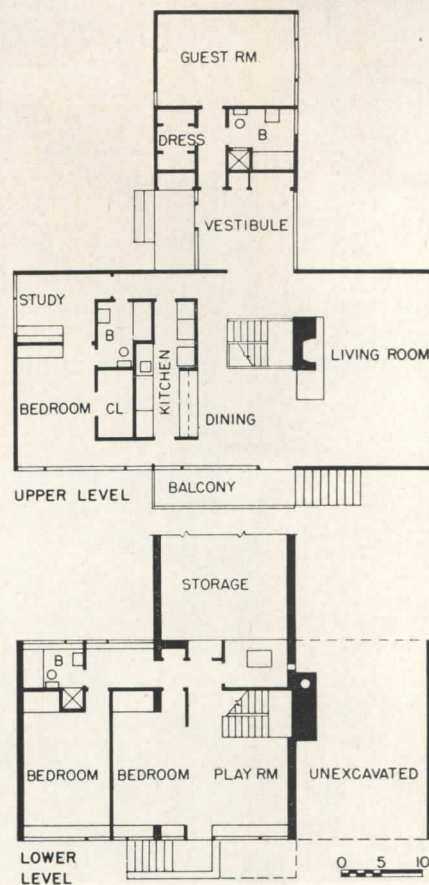 GUEST RM.
DRESS.
B.
VESTIBULE
STUDY
B
KITCHEN
LIVING ROOM
BEDROOM
CL.
DINING
BALCONY
UPPER LEVEL
STORAGE
B
BEDROOM
BEDROOM
PLAY RM
UNEXCAVATED
LOWER
LEVEL
0 5 10